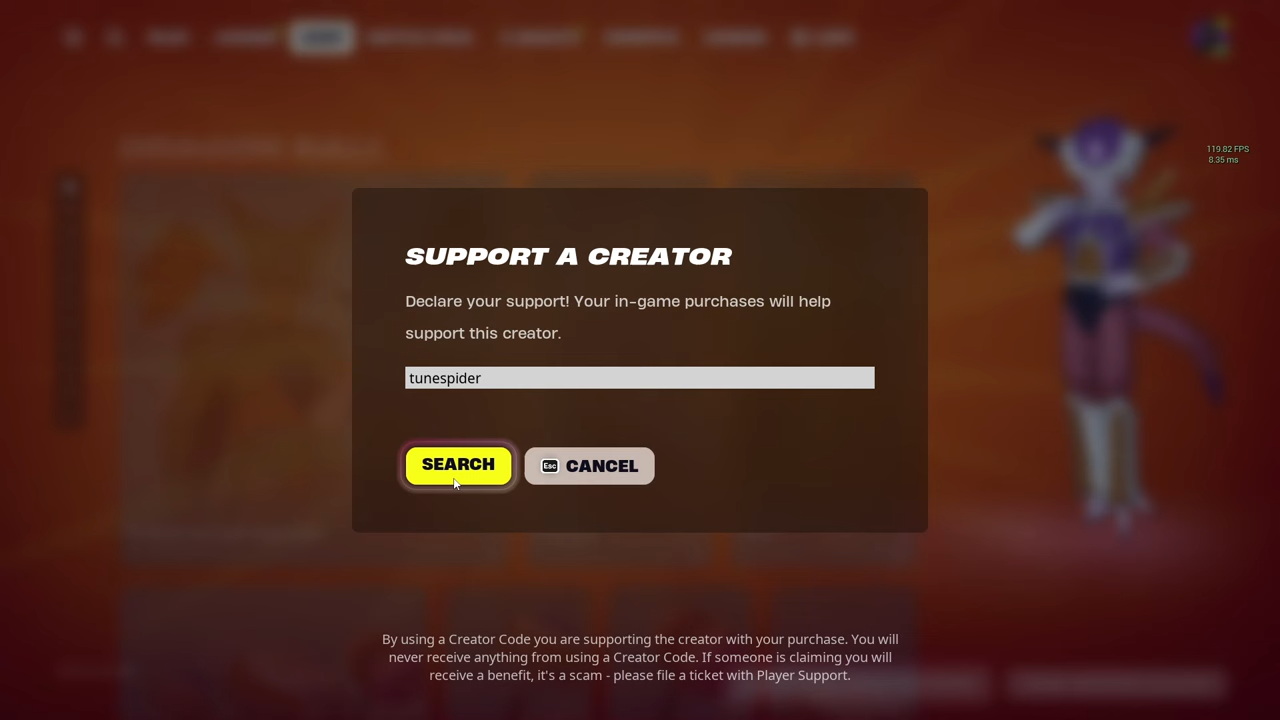 119.82 FPS
8.35 ms
SUPPORT A CREATOR
Declare your support! Your in-game purchases will help
support this creator.
tunespider
SEARCH
Esc CANCEL
By using a Creator Code you are supporting the creator with your purchase. You will
never receive anything from using a Creator Code. If someone is claiming you will
receive a benefit, it's a scam - please file a ticket with Player Support.